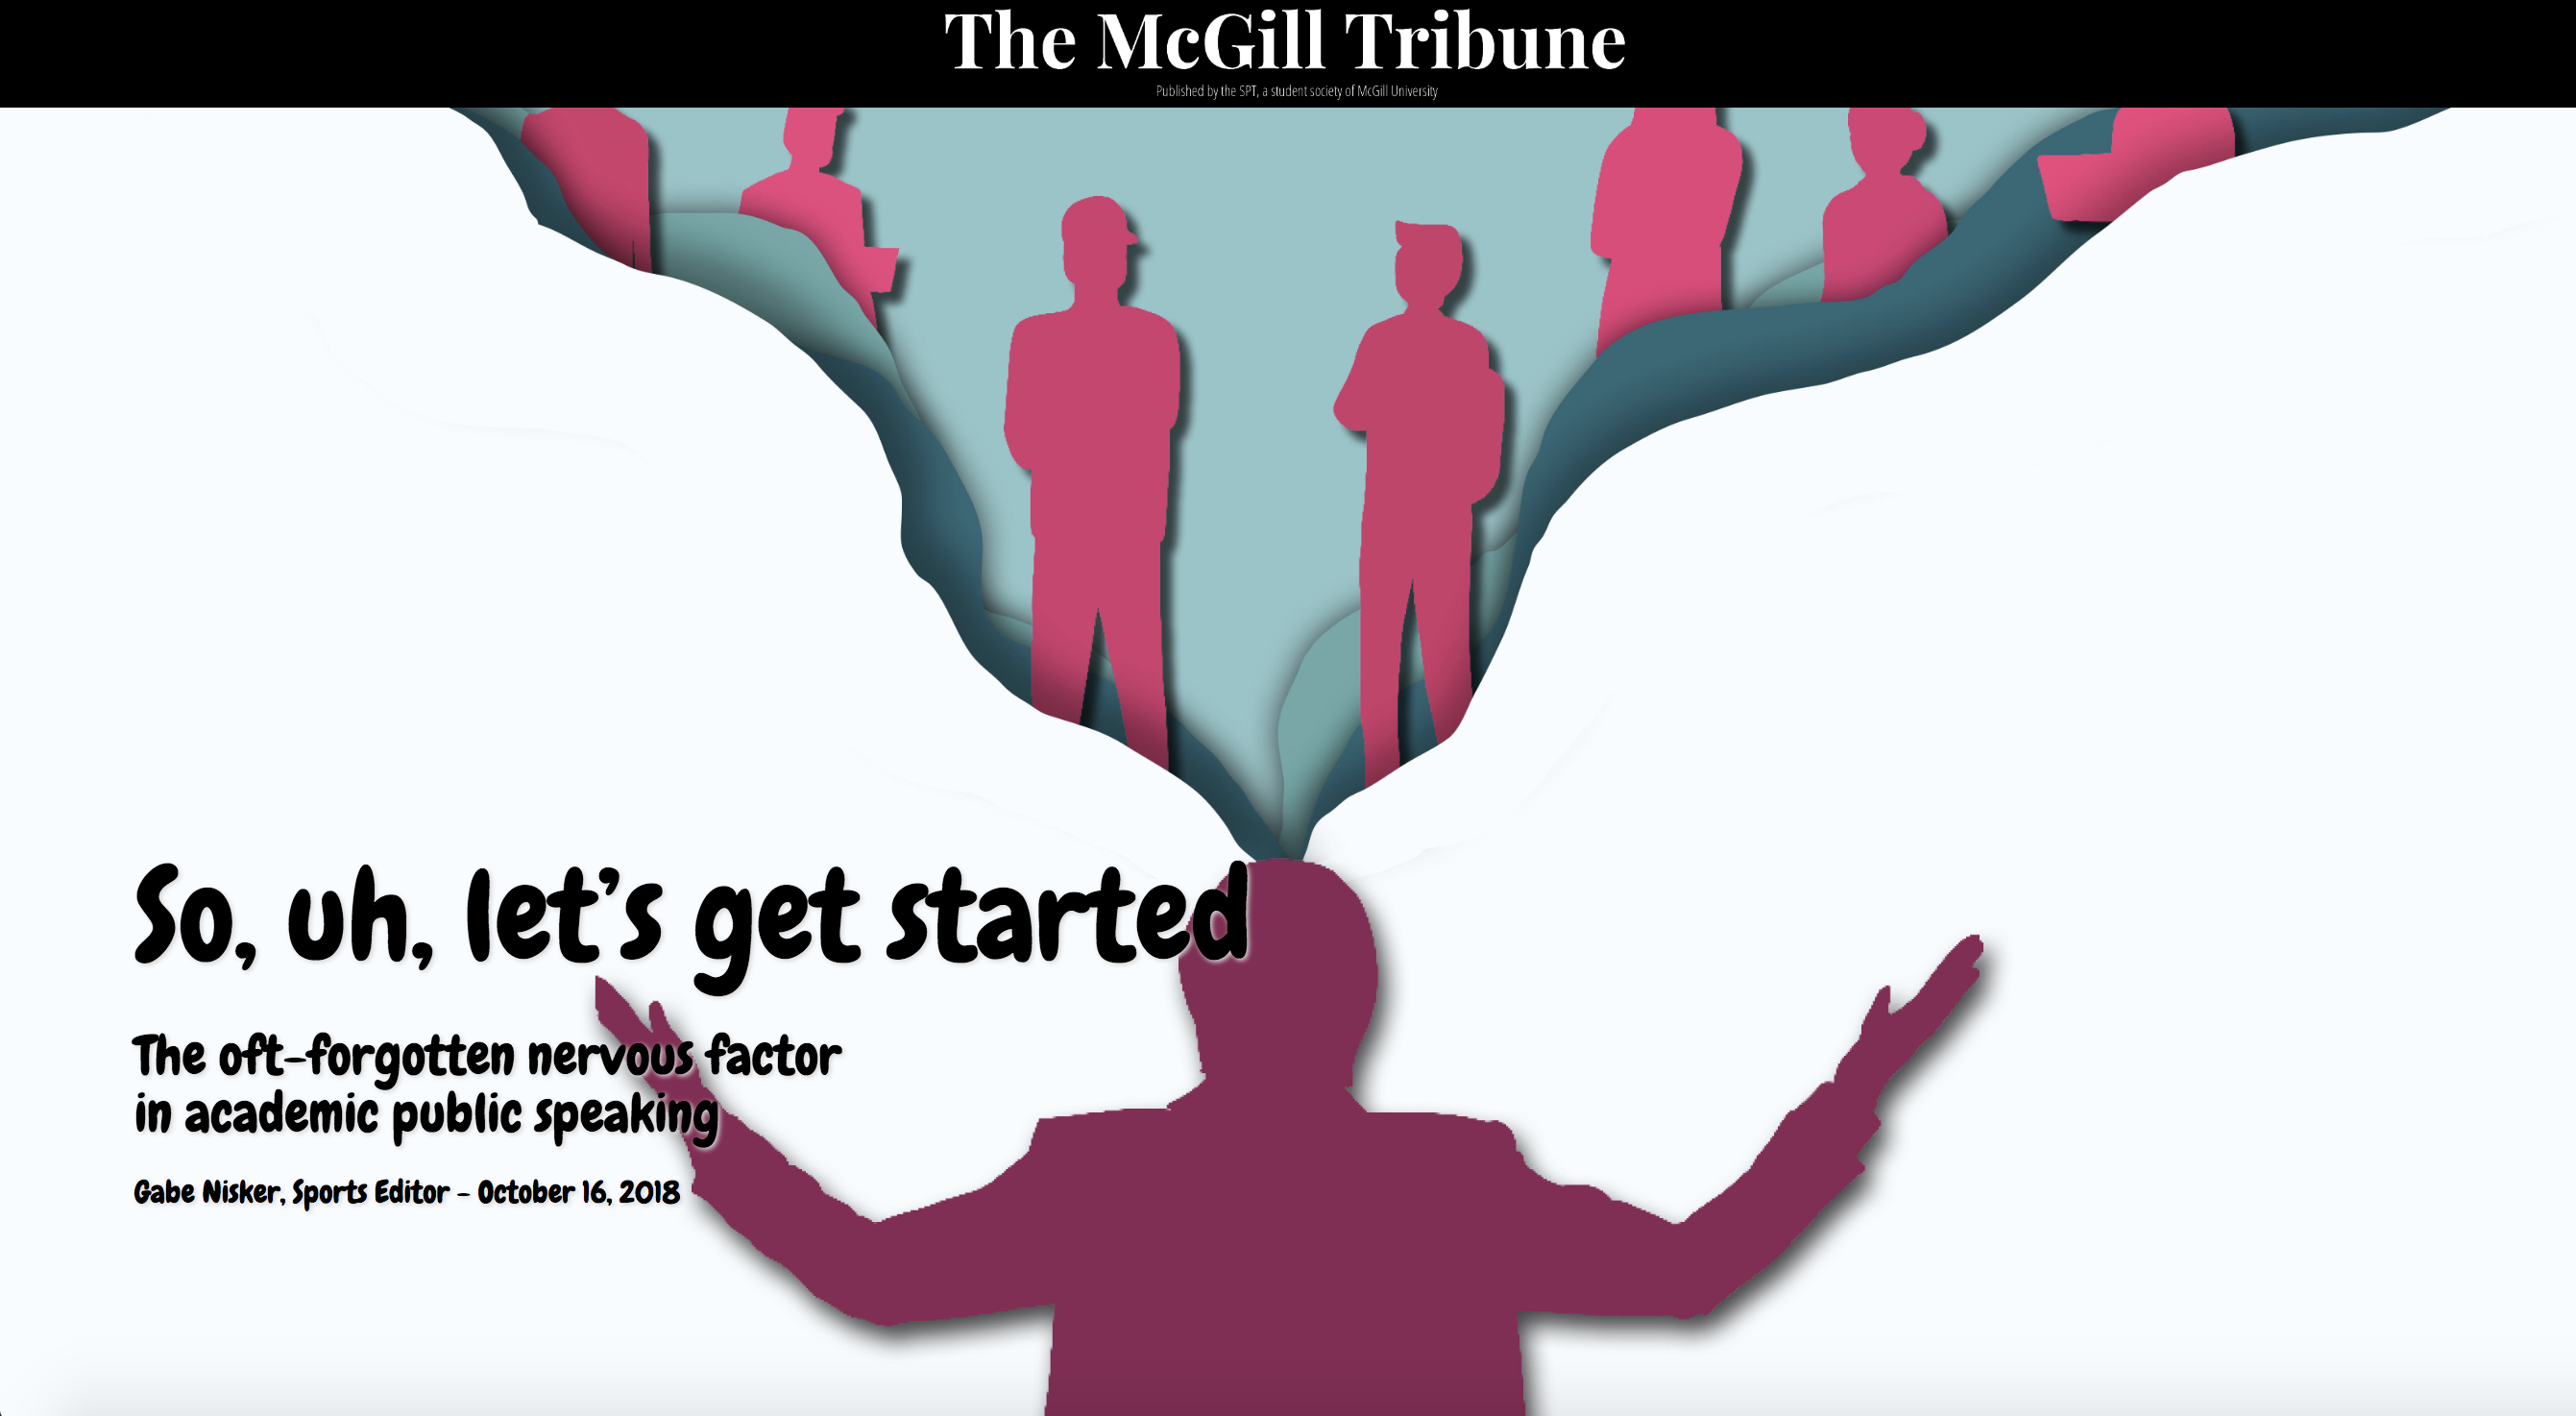 The McGill Tribune
Published by the SPT, a student society of McGill University
So, uh, let's get started
The oft-forgotten nervous factor
in academic public speaking
Gabe Nisker, Sports Editor - October 16, 2018